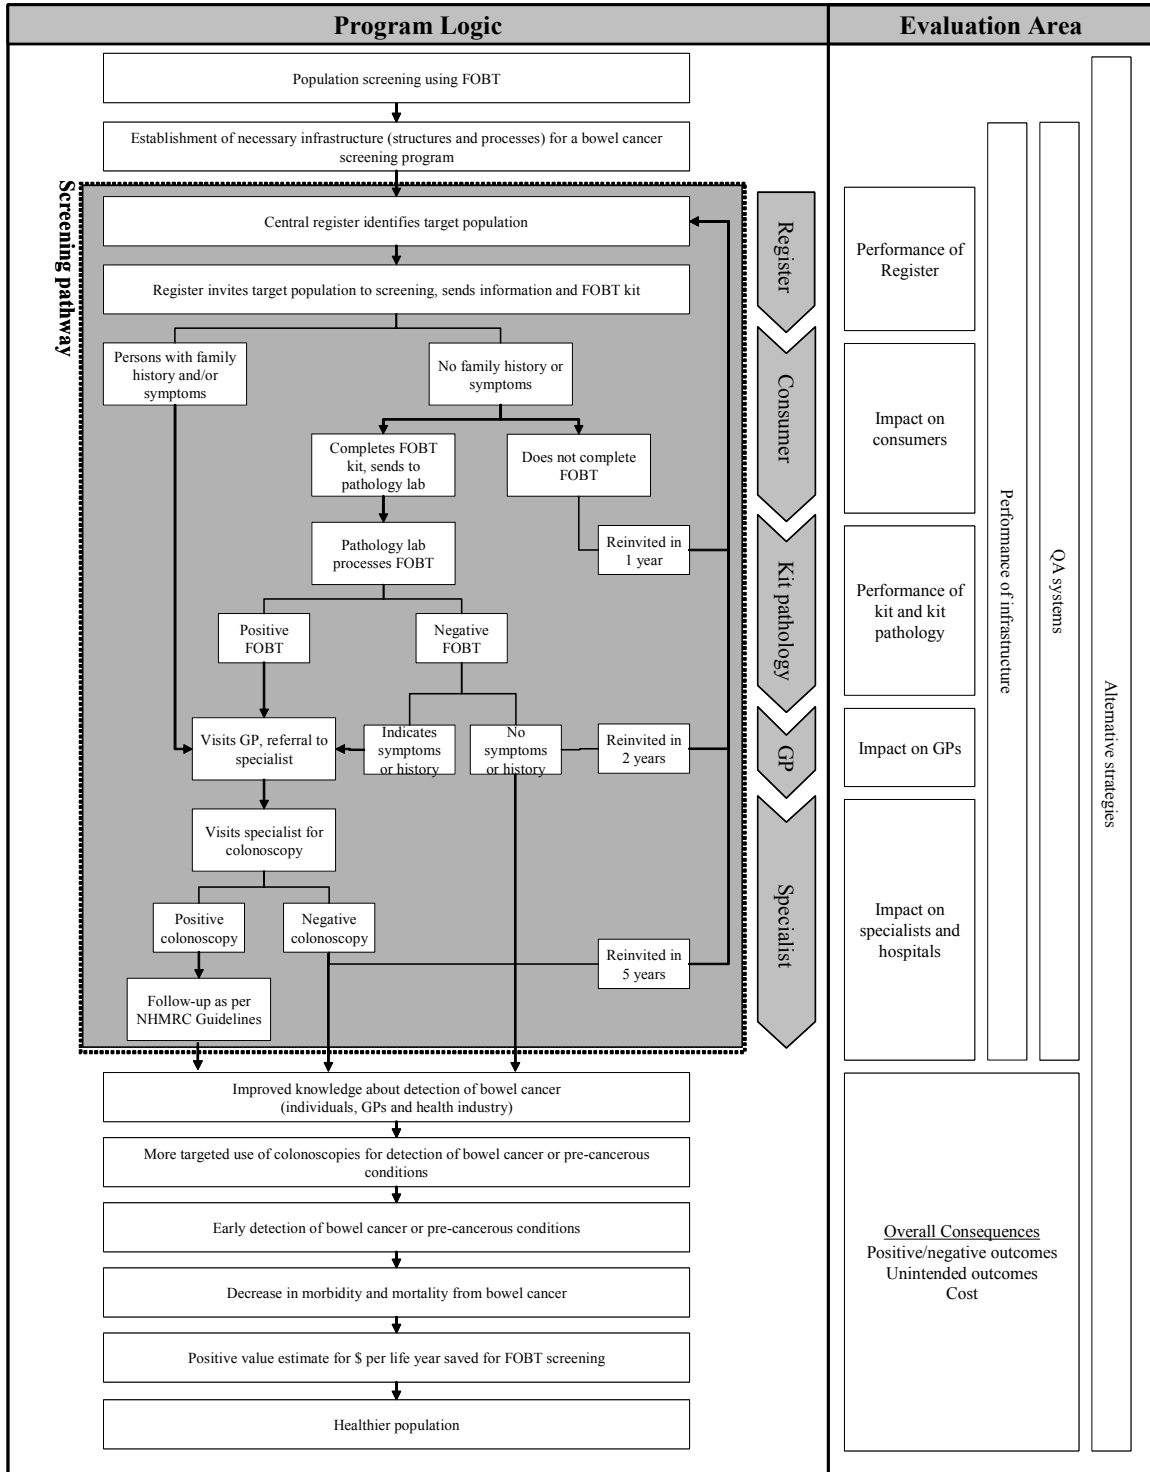 Program Logic
Evaluation Area
Population screening using FOBT
Establishment of necessary infrastructure (structures and processes) for a bowel cancer
screening program
Screening pathway
Central register identifies target population
Register invites target population to screening, sends information and FOBT kit
Persons with family
history and/or
symptoms
No family history or
symptoms
Completes FOBT
kit, sends to
pathology lab
Does not complete
FOBT
Pathology lab
processes FOBT
Reinvited in
1 year
Positive
FOBT
Negative
FOBT
Visits GP, referral to
specialist
Indicates
symptoms
or history
No
symptoms
or history
Reinvited in
2 years
Visits specialist for
colonoscopy
Positive
colonoscopy
Negative
colonoscopy
Reinvited in
5 years
Follow-up as per
NHMRC Guidelines
Improved knowledge about detection of bowel cancer
(individuals, GPs and health industry)
More targeted use of colonoscopies for detection of bowel cancer or pre-cancerous
conditions
Early detection of bowel cancer or pre-cancerous conditions
Decrease in morbidity and mortality from bowel cancer
Positive value estimate for $ per life year saved for FOBT screening
Healthier population
Register
Consumer
Kit pathology
GP
Specialist
Performance of
Register
Impact on
consumers
Performance of
kit and kit
pathology
Impact on GPs
Impact on
specialists and
hospitals
Performance of infrastructure
QA systems
Alternative strategies
Overall Consequences
Positive/negative outcomes
Unintended outcomes
Cost